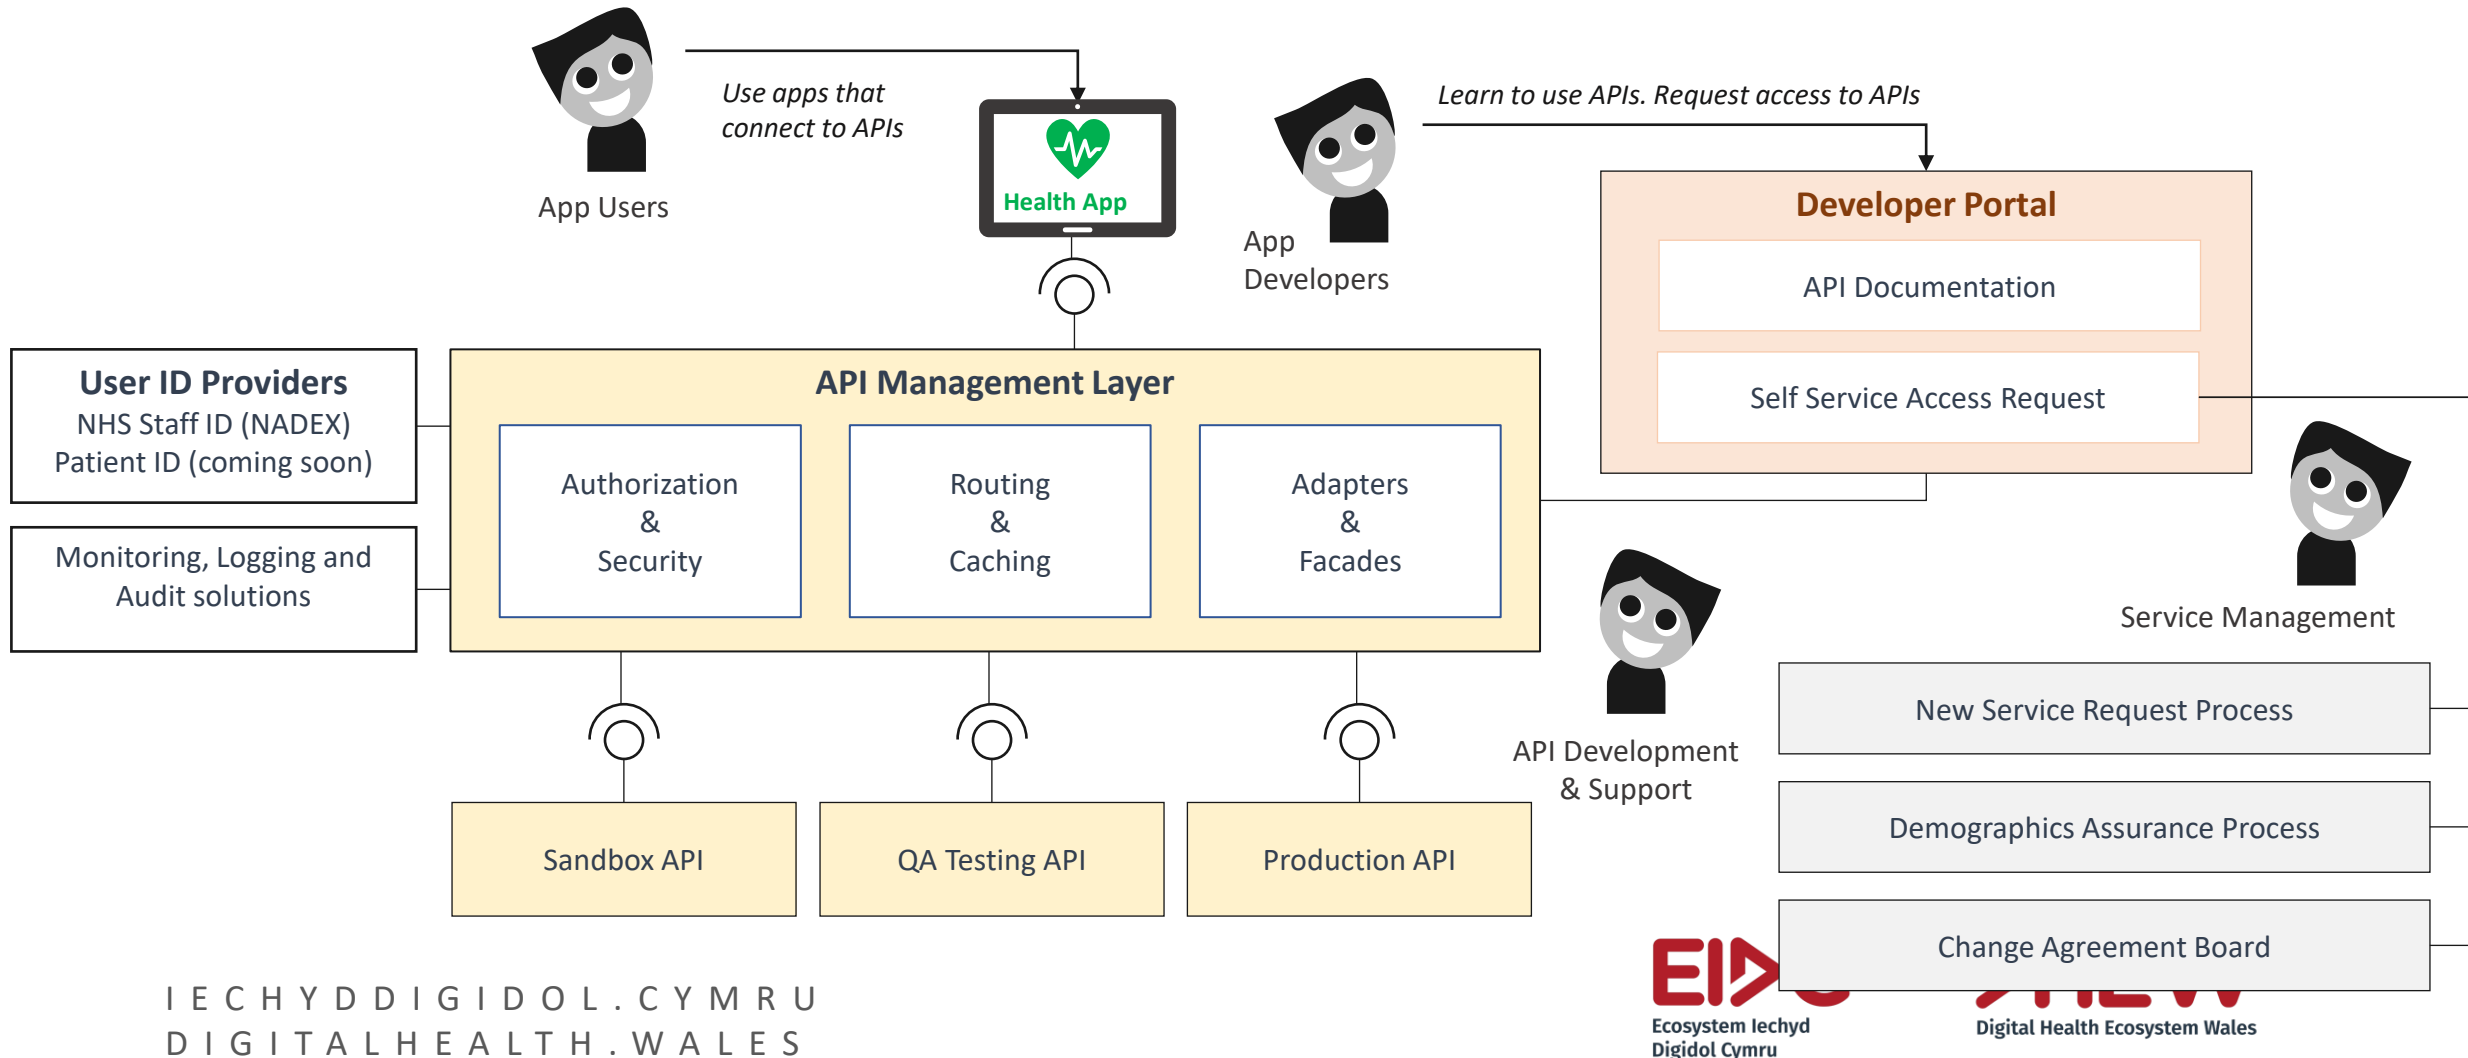 Use apps that
connect to APIs
App Users
Health App
Learn to use APIs. Request access to APIs
App
Developers
Developer Portal
API Documentation
Self Service Access Request
User ID Providers
NHS Staff ID (NADEX)
Patient ID (coming soon)
Monitoring, Logging and
Audit solutions
API Management Layer
Authorization
&
Security
Routing
&
Caching
Adapters
&
Facades
Service Management
API Development
& Support
New Service Request Process
Demographics Assurance Process
Change Agreement Board
Sandbox API
QA Testing API
Production API
IECHYDDIGIDOL.CYMRU
DIGITALHEALTH.WALES
Ecosystem Iechyd
Digidol Cymru
Digital Health Ecosystem Wales